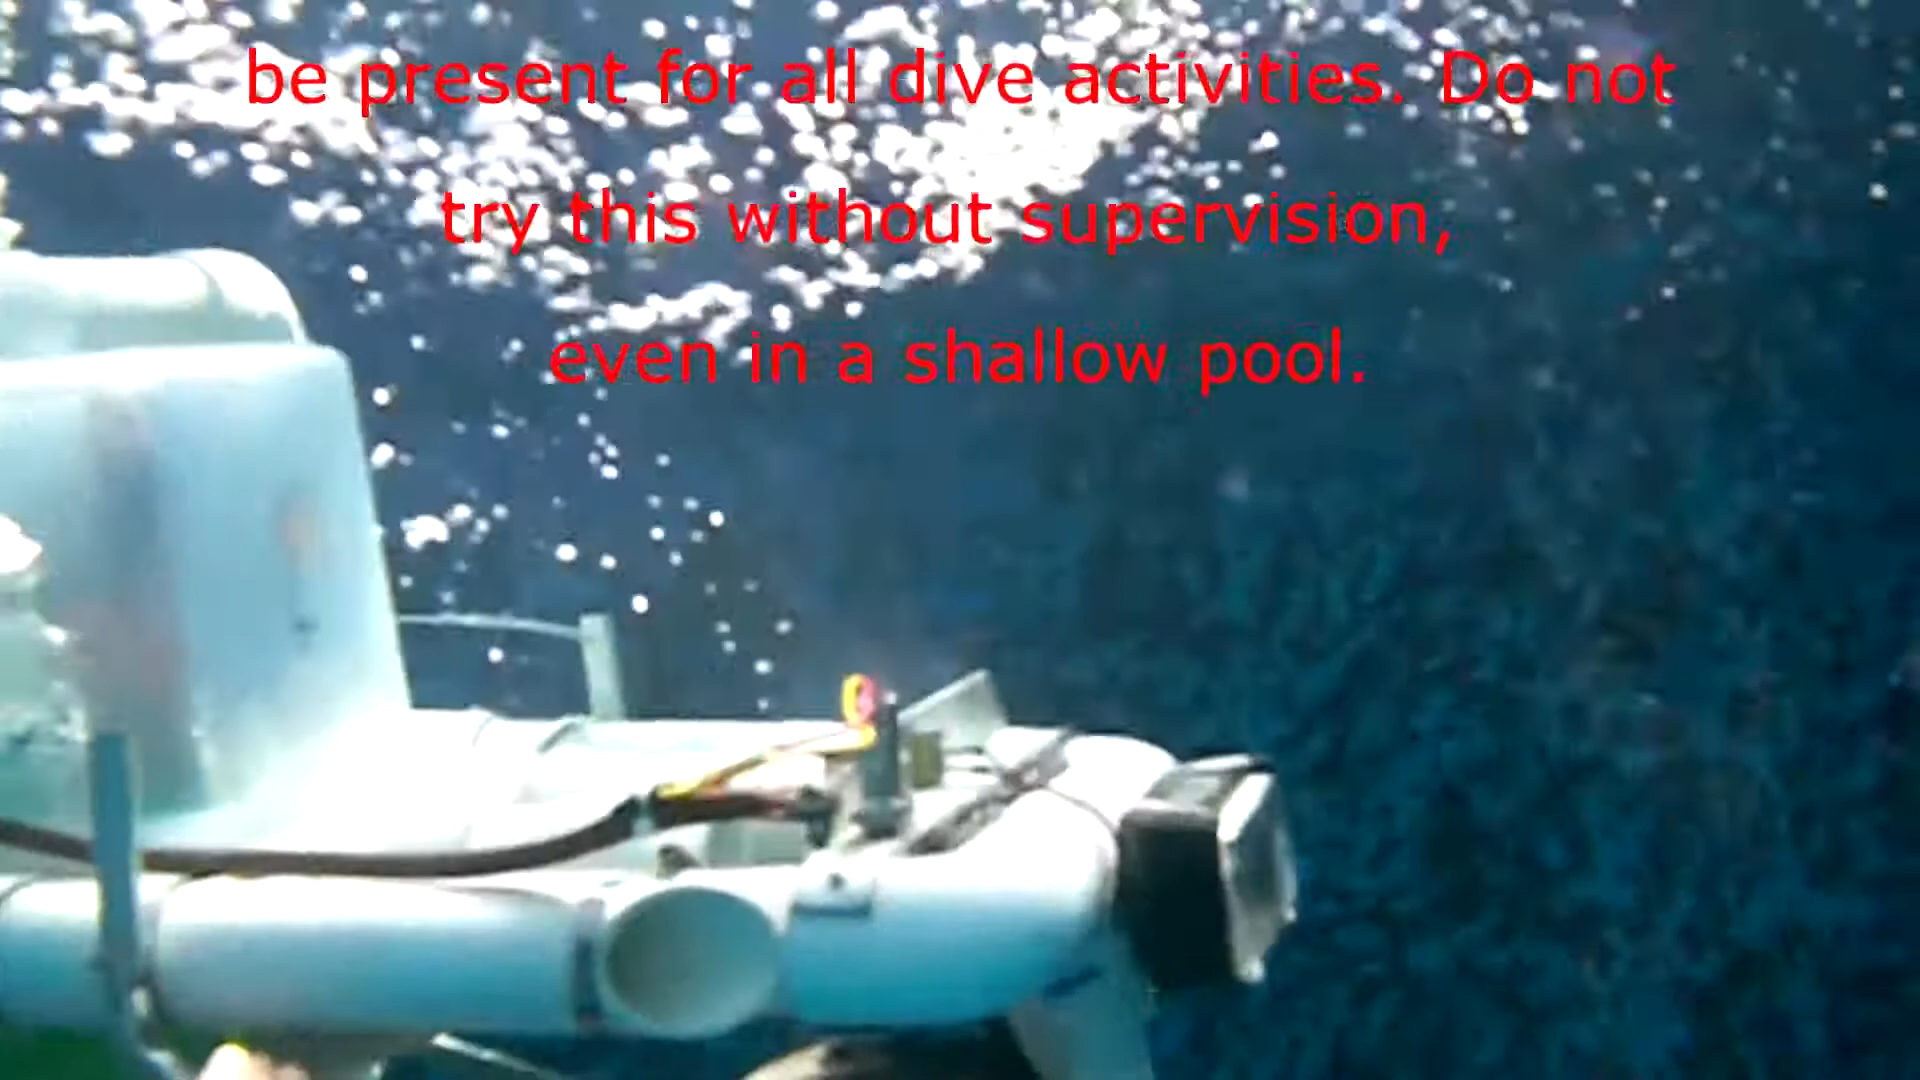 be present for all dive activities. Do not
try this without supervision,
even in a shallow pool.